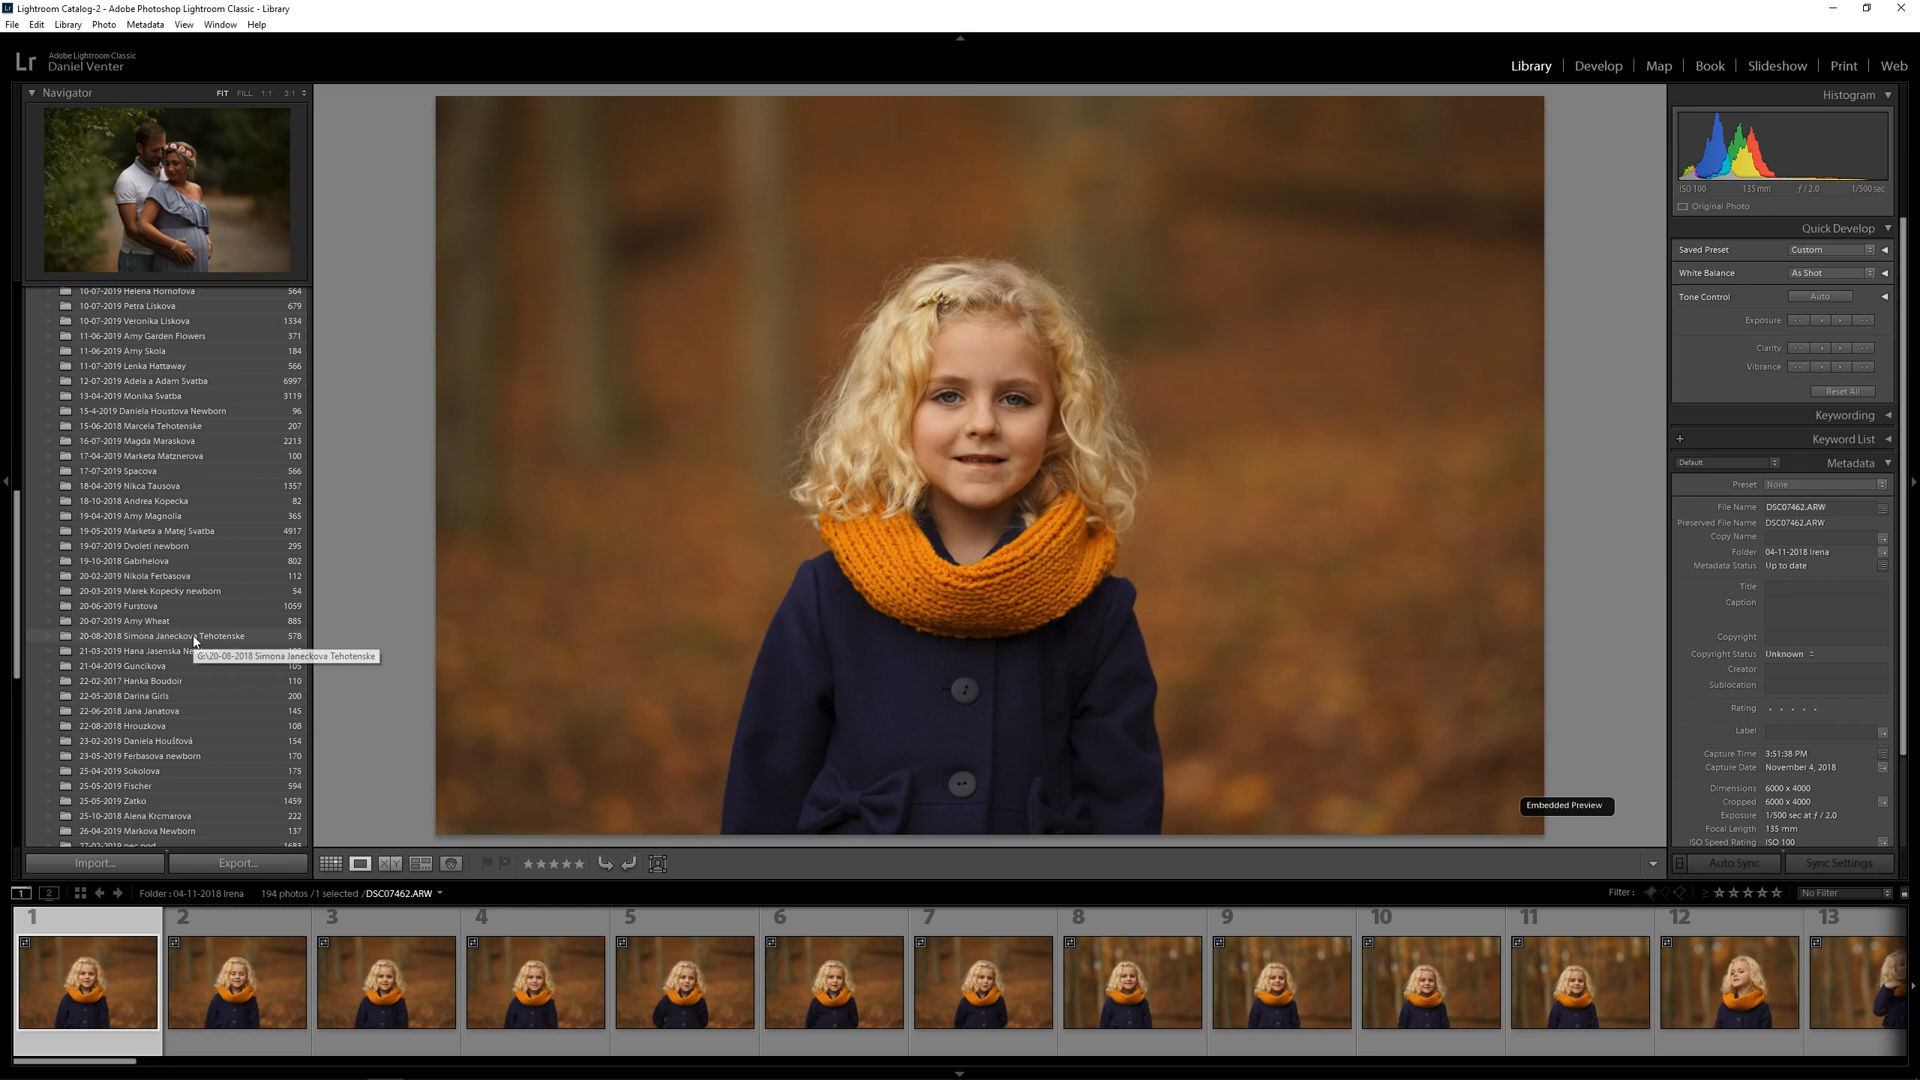 Lightroom Catalog-2 - Adobe Photoshop Lightroom Classic - Library
File Edit Library Photo Metadata View Window Help
Lr Adobe Lightroom Classic
Daniel Venter
Library | Develop | Map | Book | Slideshow | Print | Web
Navigator FIT FILL 1:1 3:1
10-07-2019 Helena Hornofova 564
10-07-2019 Petra Liskova 679
10-07-2019 Veronika Liskova 1334
11-06-2019 Amy Garden Flowers 371
11-06-2019 Amy Skola 184
11-07-2019 Lenka Hattaway 566
12-07-2019 Adela a Adam Svatba 6997
13-04-2019 Monika Svatba 3119
15-4-2019 Daniela Houstova Newborn 96
15-06-2018 Marcela Tehotenske 207
16-07-2019 Magda Maraskova 2213
17-04-2019 Marketa Matznerova 100
17-07-2019 Spacova 566
18-04-2019 Nikca Tausova 1357
18-10-2018 Andrea Kopecka 82
19-04-2019 Amy Magnolia 365
19-05-2019 Marketa a Matej Svatba 4917
19-07-2019 Dvoleti newborn 295
19-10-2018 Gabrhelova 802
20-02-2019 Nikola Ferbasova 112
20-03-2019 Marek Kopecky newborn 54
20-06-2019 Furstova 1059
20-07-2019 Amy Wheat 885
20-08-2018 Simona Janeckova Tehotenske 578
21-03-2019 Hana Jasenska Ne
G:\20-08-2018 Simona Janeckova Tehotenske
21-04-2019 Guncikova 105
22-02-2017 Hanka Boudoir 110
22-05-2018 Darina Girls 200
22-06-2018 Jana Janatova 145
22-08-2018 Hrouzkova 108
23-02-2019 Daniela Houšťová 154
23-05-2019 Ferbasova newborn 170
25-04-2019 Sokolova 175
25-05-2019 Fischer 594
25-05-2019 Zatko 1459
25-10-2018 Alena Krcmarova 222
26-04-2019 Markova Newborn 137
Import... Export...
Embedded Preview
Histogram
ISO 100 135 mm ƒ / 2.0 1/500 sec
Original Photo
Quick Develop
Saved Preset Custom
White Balance As Shot
Tone Control Auto
Exposure
Clarity
Vibrance
Reset All
Keywording
+ Keyword List
Default Metadata
Preset None
File Name DSC07462.ARW
Preserved File Name DSC07462.ARW
Copy Name
Folder 04-11-2018 Irena
Metadata Status Up to date
Title
Caption
Copyright
Copyright Status Unknown
Creator
Sublocation
Rating
Label
Capture Time 3:51:38 PM
Capture Date November 4, 2018
Dimensions 6000 x 4000
Cropped 6000 x 4000
Exposure 1/500 sec at ƒ / 2.0
Focal Length 135 mm
ISO Speed Rating ISO 100
Auto Sync Sync Settings
1 2 Folder : 04-11-2018 Irena 194 photos / 1 selected / DSC07462.ARW
Filter : No Filter
1 2 3 4 5 6 7 8 9 10 11 12 13